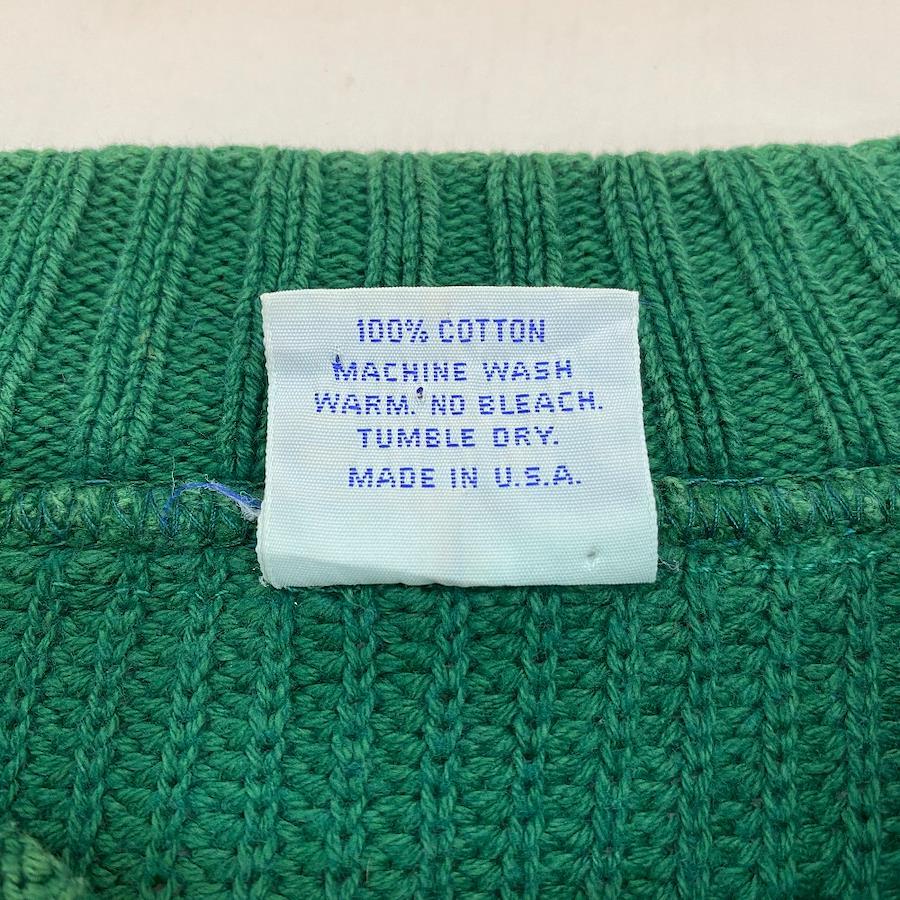 100% COTTON
MACHINE WASH
WARM. NO BLEACH.
TUMBLE DRY.
MADE IN U.S.A.